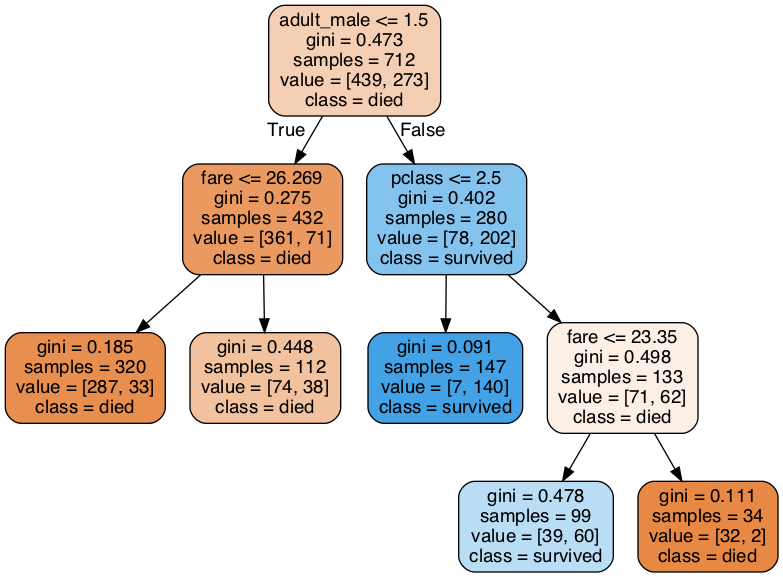 adult_male <= 1.5
gini = 0.473
samples = 712
value = [439, 273]
class = died
True
False
fare <= 26.269
gini = 0.275
samples = 432
value = [361, 71]
class = died
pclass <= 2.5
gini = 0.402
samples = 280
value = [78, 202]
class = survived
gini = 0.185
samples = 320
value = [287, 33]
class = died
gini = 0.448
samples = 112
value = [74, 38]
class = died
gini = 0.091
samples = 147
value = [7, 140]
class = survived
fare <= 23.35
gini = 0.498
samples = 133
value = [71, 62]
class = died
gini = 0.478
samples = 99
value = [39, 60]
class = survived
gini = 0.111
samples = 34
value = [32, 2]
class = died